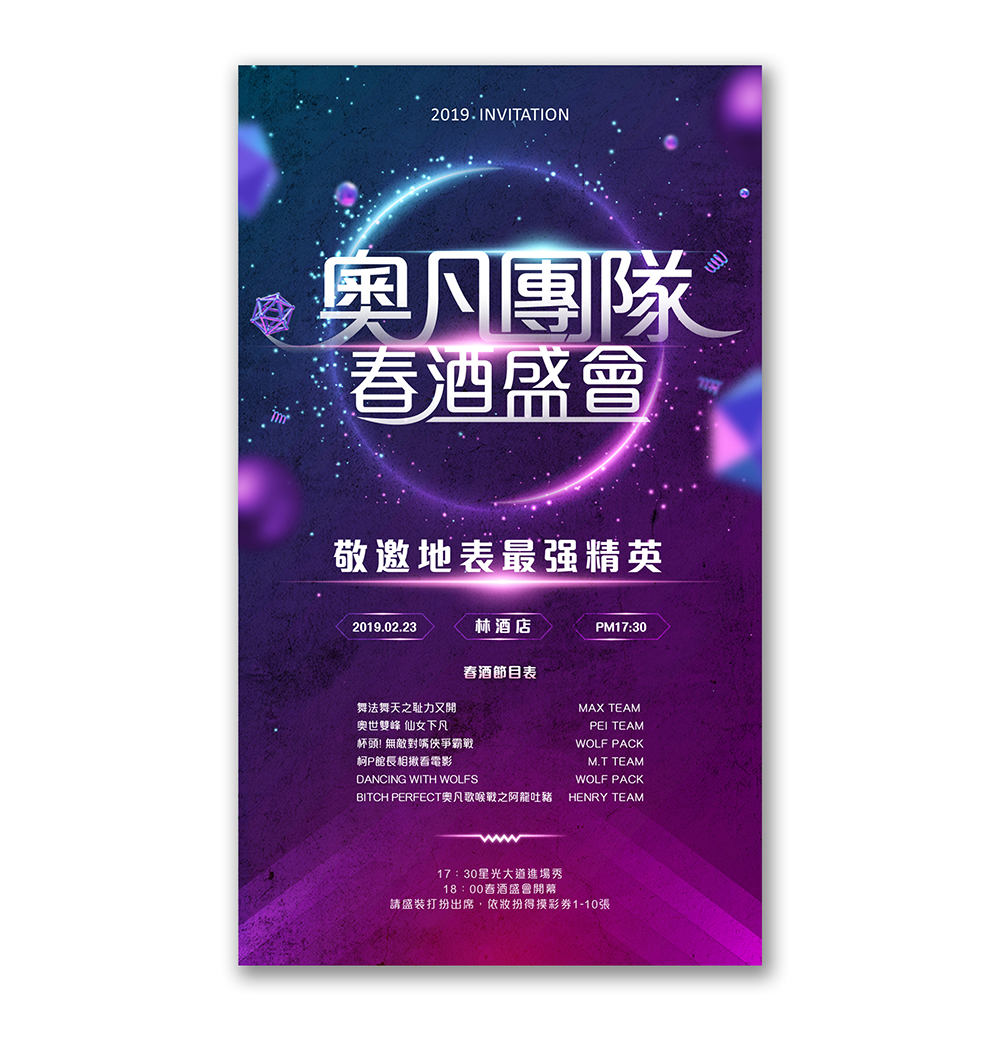 2019 INVITATION
奧凡團隊
春酒盛會
敬邀地表最强精英
2019.02.23 林酒店 PM17:30
春酒節目表
舞法舞天之耻力又開 MAX TEAM
奧世雙峰 仙女下凡 PEI TEAM
杯頭! 無敵對嘴俠爭霸戰 WOLF PACK
柯P館長相揪看電影 M.T TEAM
DANCING WITH WOLFS WOLF PACK
BITCH PERFECT奧凡歌喉戰之阿龍吐豬 HENRY TEAM
17：30星光大道進場秀
18：00春酒盛會開幕
請盛裝打扮出席，依妝扮得摸彩券1-10張